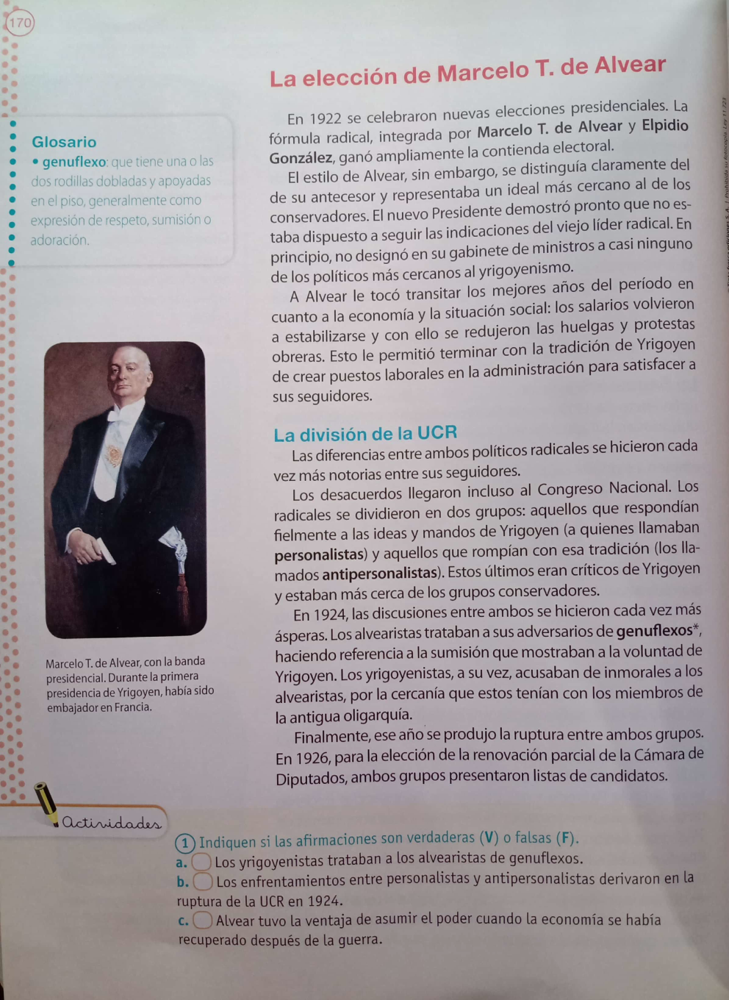 170
La elección de Marcelo T. de Alvear
En 1922 se celebraron nuevas elecciones presidenciales. La
fórmula radical, integrada por Marcelo T. de Alvear y Elpidio
González, ganó ampliamente la contienda electoral.
El estilo de Alvear, sin embargo, se distinguía claramente del
de su antecesor y representaba un ideal más cercano al de los
conservadores. El nuevo Presidente demostró pronto que no es-
taba dispuesto a seguir las indicaciones del viejo líder radical. En
principio, no designó en su gabinete de ministros a casi ninguno
de los políticos más cercanos al yrigoyenismo.
A Alvear le tocó transitar los mejores años del período en
cuanto a la economía y la situación social: los salarios volvieron
a estabilizarse y con ello se redujeron las huelgas y protestas
obreras. Esto le permitió terminar con la tradición de Yrigoyen
de crear puestos laborales en la administración para satisfacer a
sus seguidores.
Glosario
• genuflexo: que tiene una o las
dos rodillas dobladas y apoyadas
en el piso, generalmente como
expresión de respeto, sumisión o
adoración.
La división de la UCR
Las diferencias entre ambos políticos radicales se hicieron cada
vez más notorias entre sus seguidores.
Los desacuerdos llegaron incluso al Congreso Nacional. Los
radicales se dividieron en dos grupos: aquellos que respondían
fielmente a las ideas y mandos de Yrigoyen (a quienes llamaban
personalistas) y aquellos que rompían con esa tradición (los lla-
mados antipersonalistas). Estos últimos eran críticos de Yrigoyen
y estaban más cerca de los grupos conservadores.
En 1924, las discusiones entre ambos se hicieron cada vez más
ásperas. Los alvearistas trataban a sus adversarios de genuflexos*,
haciendo referencia a la sumisión que mostraban a la voluntad de
Yrigoyen. Los yrigoyenistas, a su vez, acusaban de inmorales a los
alvearistas, por la cercanía que estos tenían con los miembros de
la antigua oligarquía.
Finalmente, ese año se produjo la ruptura entre ambos grupos.
En 1926, para la elección de la renovación parcial de la Cámara de
Diputados, ambos grupos presentaron listas de candidatos.
Marcelo T. de Alvear, con la banda
presidencial. Durante la primera
presidencia de Yrigoyen, había sido
embajador en Francia.
Actividades
1 Indiquen si las afirmaciones son verdaderas (V) o falsas (F).
a. Los yrigoyenistas trataban a los alvearistas de genuflexos.
b. Los enfrentamientos entre personalistas y antipersonalistas derivaron en la
ruptura de la UCR en 1924.
c. Alvear tuvo la ventaja de asumir el poder cuando la economía se había
recuperado después de la guerra.
Prohibida su fotocopia. Ley 11.723